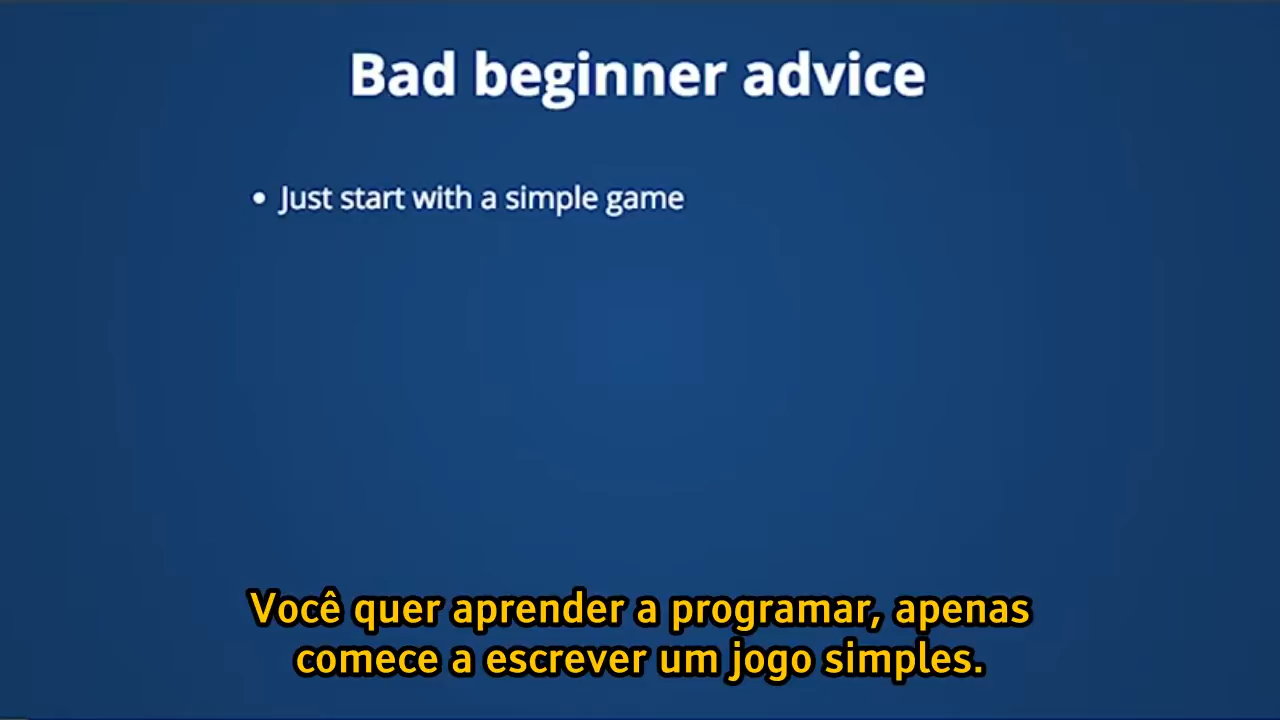 Bad beginner advice
• Just start with a simple game
Você quer aprender a programar, apenas
comece a escrever um jogo simples.